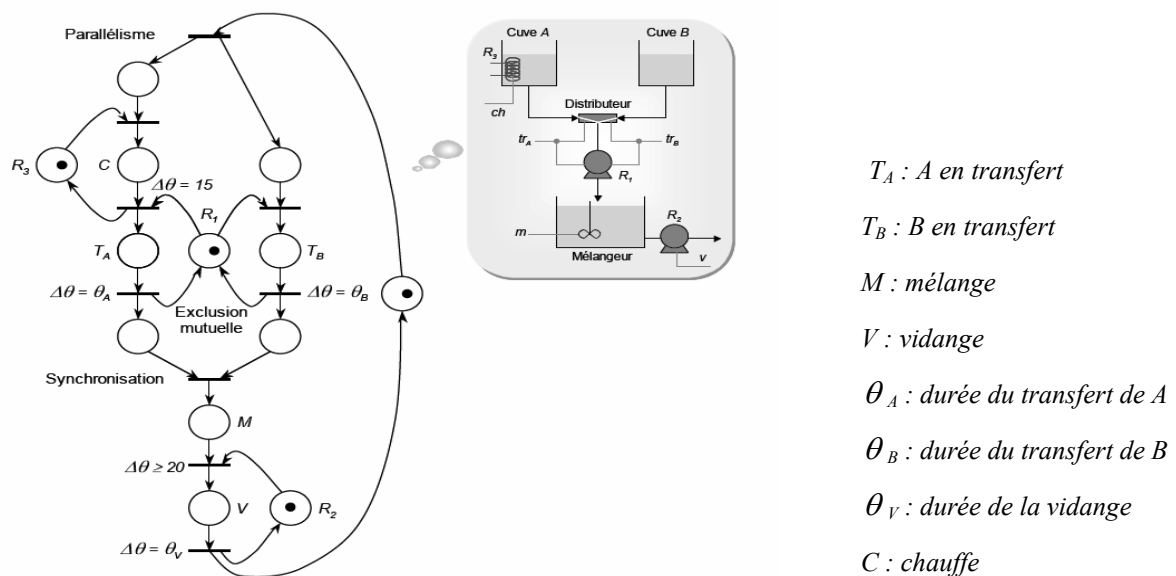 Parallélisme
R3
C
Δθ = 15
R1
TA
TB
Δθ = θA
Δθ = θB
Exclusion
mutuelle
Synchronisation
M
Δθ ≥ 20
V
R2
Δθ = θV
Cuve A
Cuve B
R3
ch
Distributeur
trA
trB
R1
m
R2
Mélangeur
v
TA : A en transfert
TB : B en transfert
M : mélange
V : vidange
θA : durée du transfert de A
θB : durée du transfert de B
θV : durée de la vidange
C : chauffe